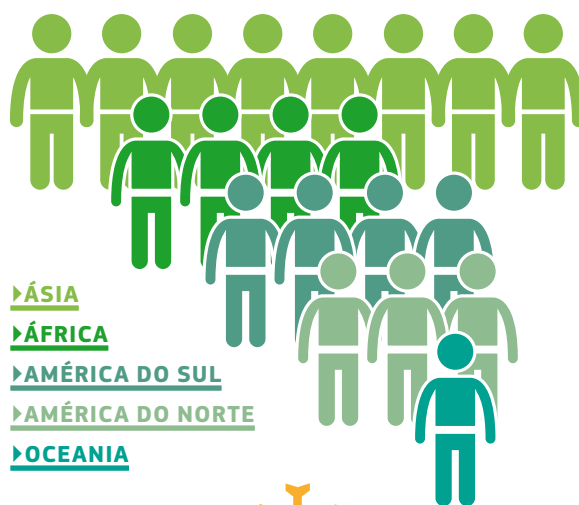 ÁSIA
ÁFRICA
AMÉRICA DO SUL
AMÉRICA DO NORTE
OCEANIA